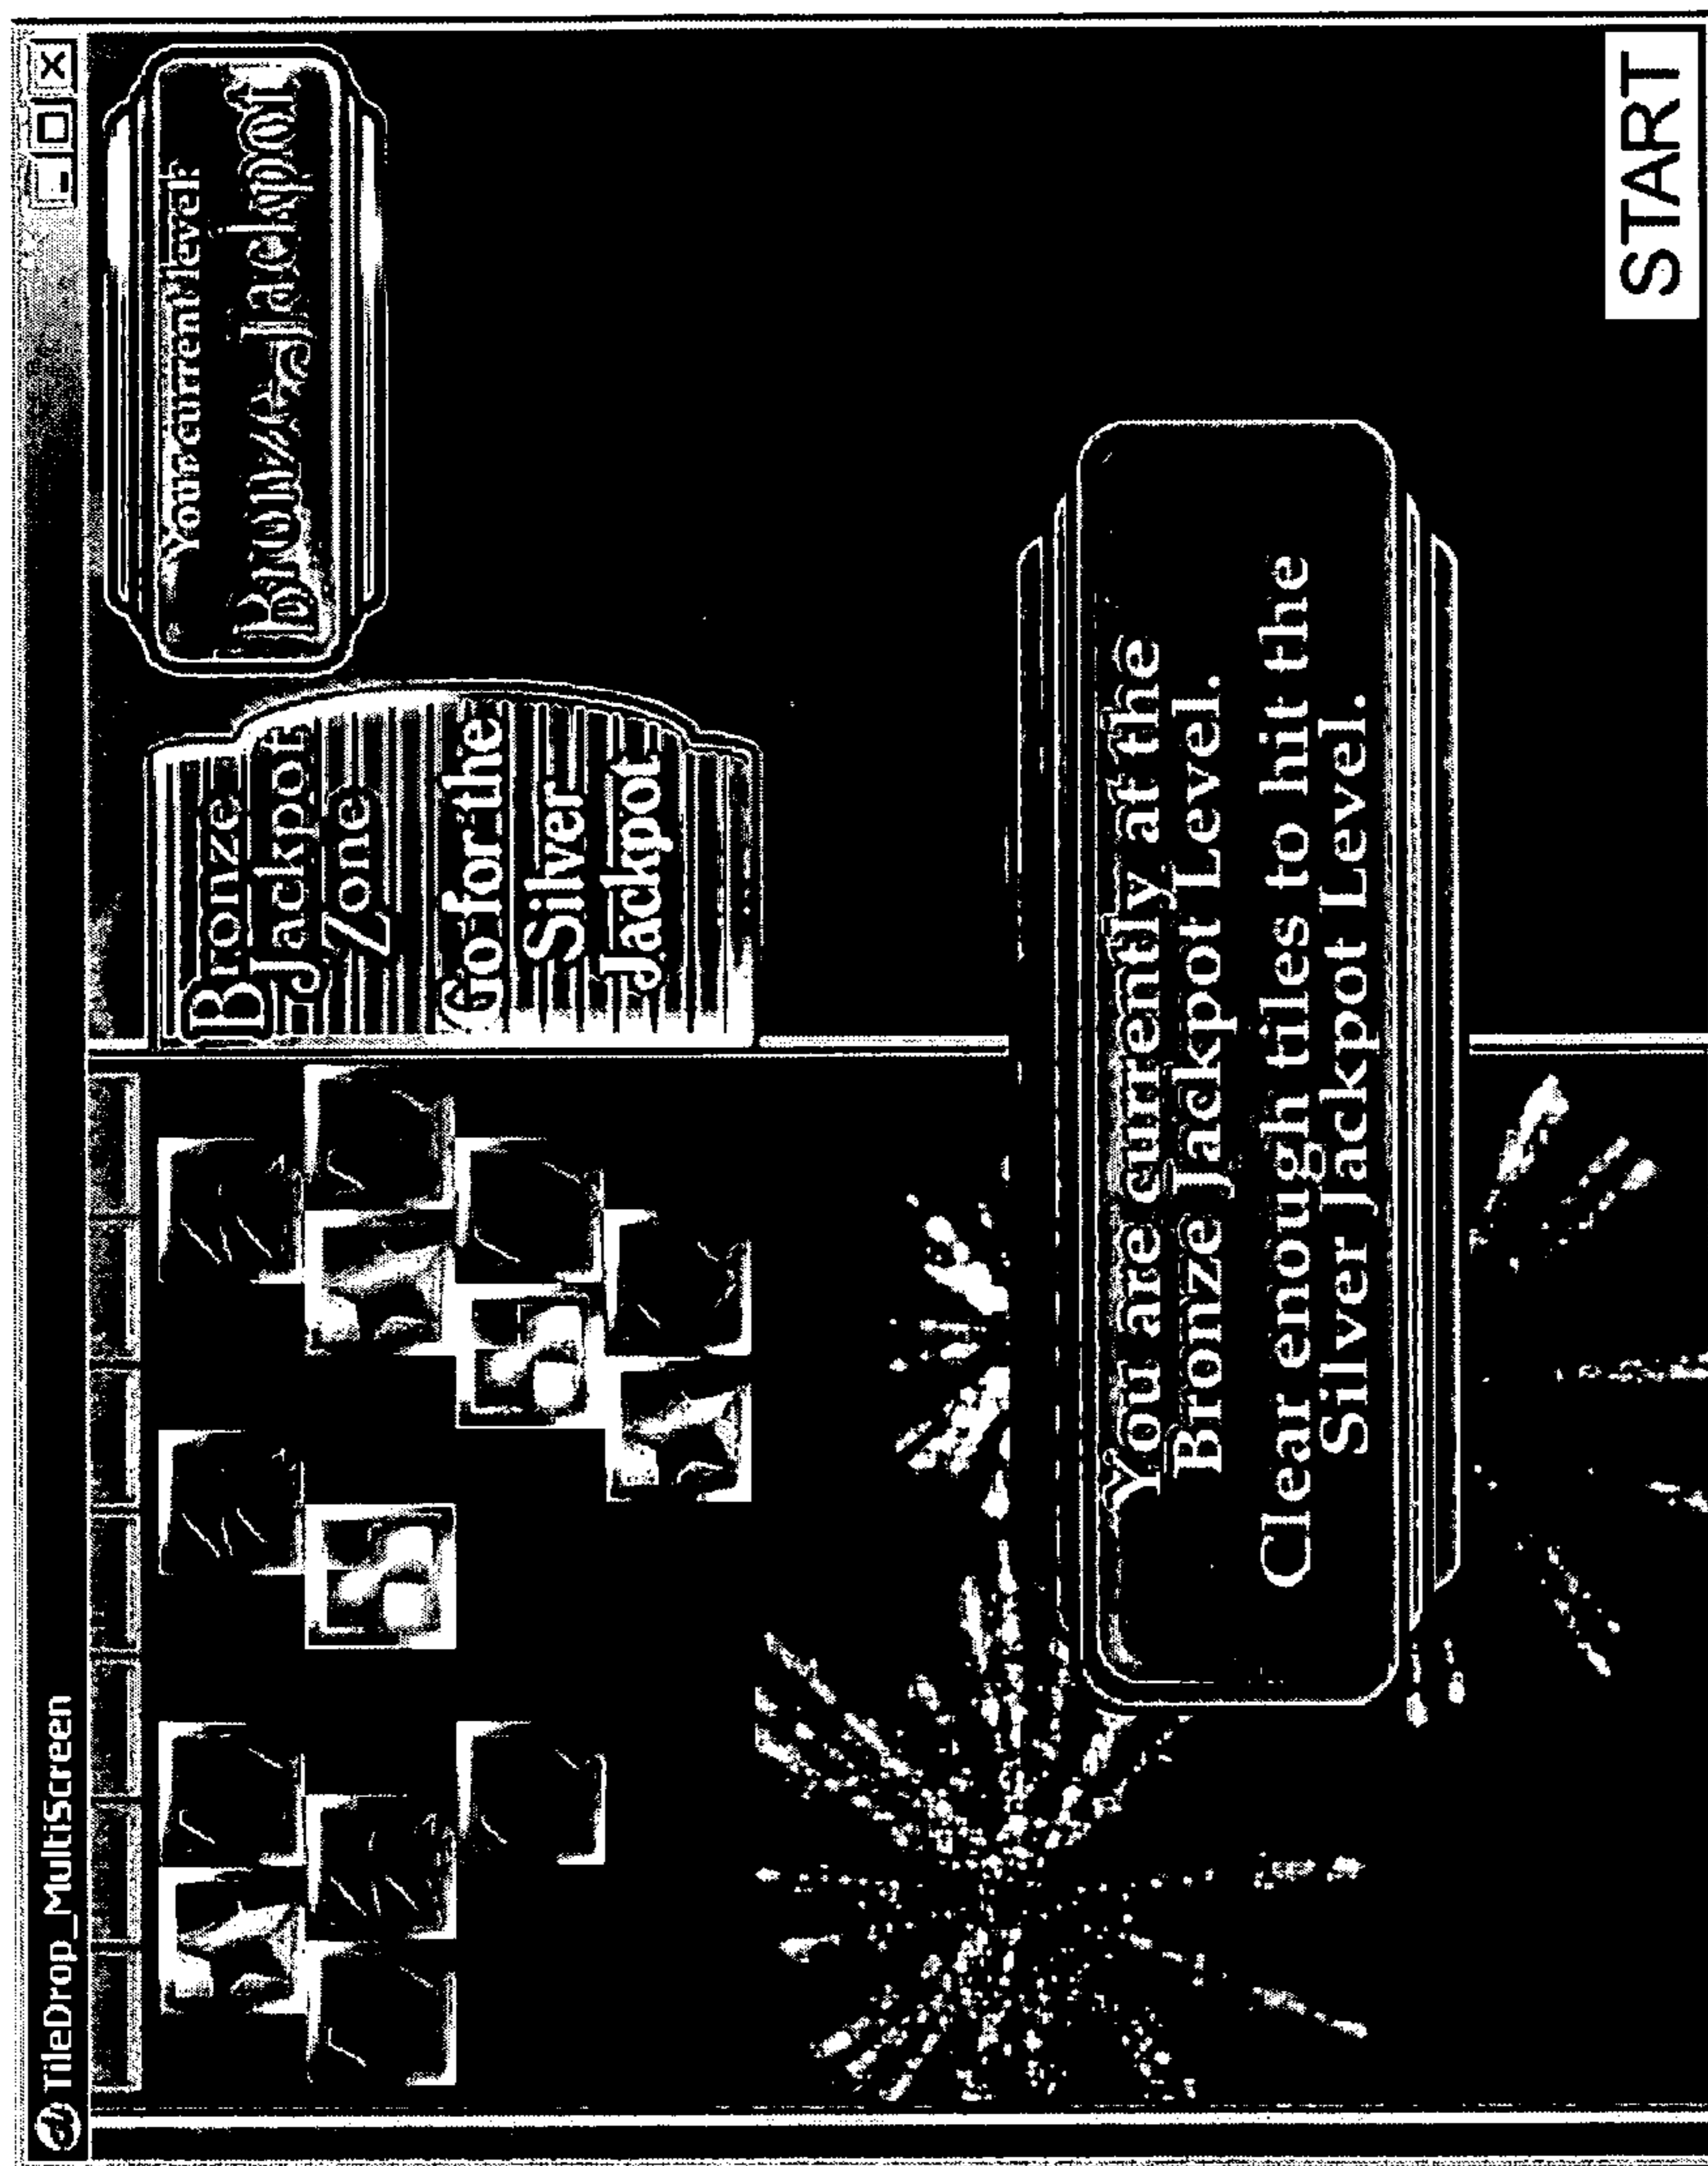 TileDrop_MultiScreen
Your current level:
Bronze Jackpot
Bronze
Jackpot
Zone
Go for the
Silver
Jackpot
You are currently at the
Bronze Jackpot Level.
Clear enough tiles to hit the
Silver Jackpot Level.
START